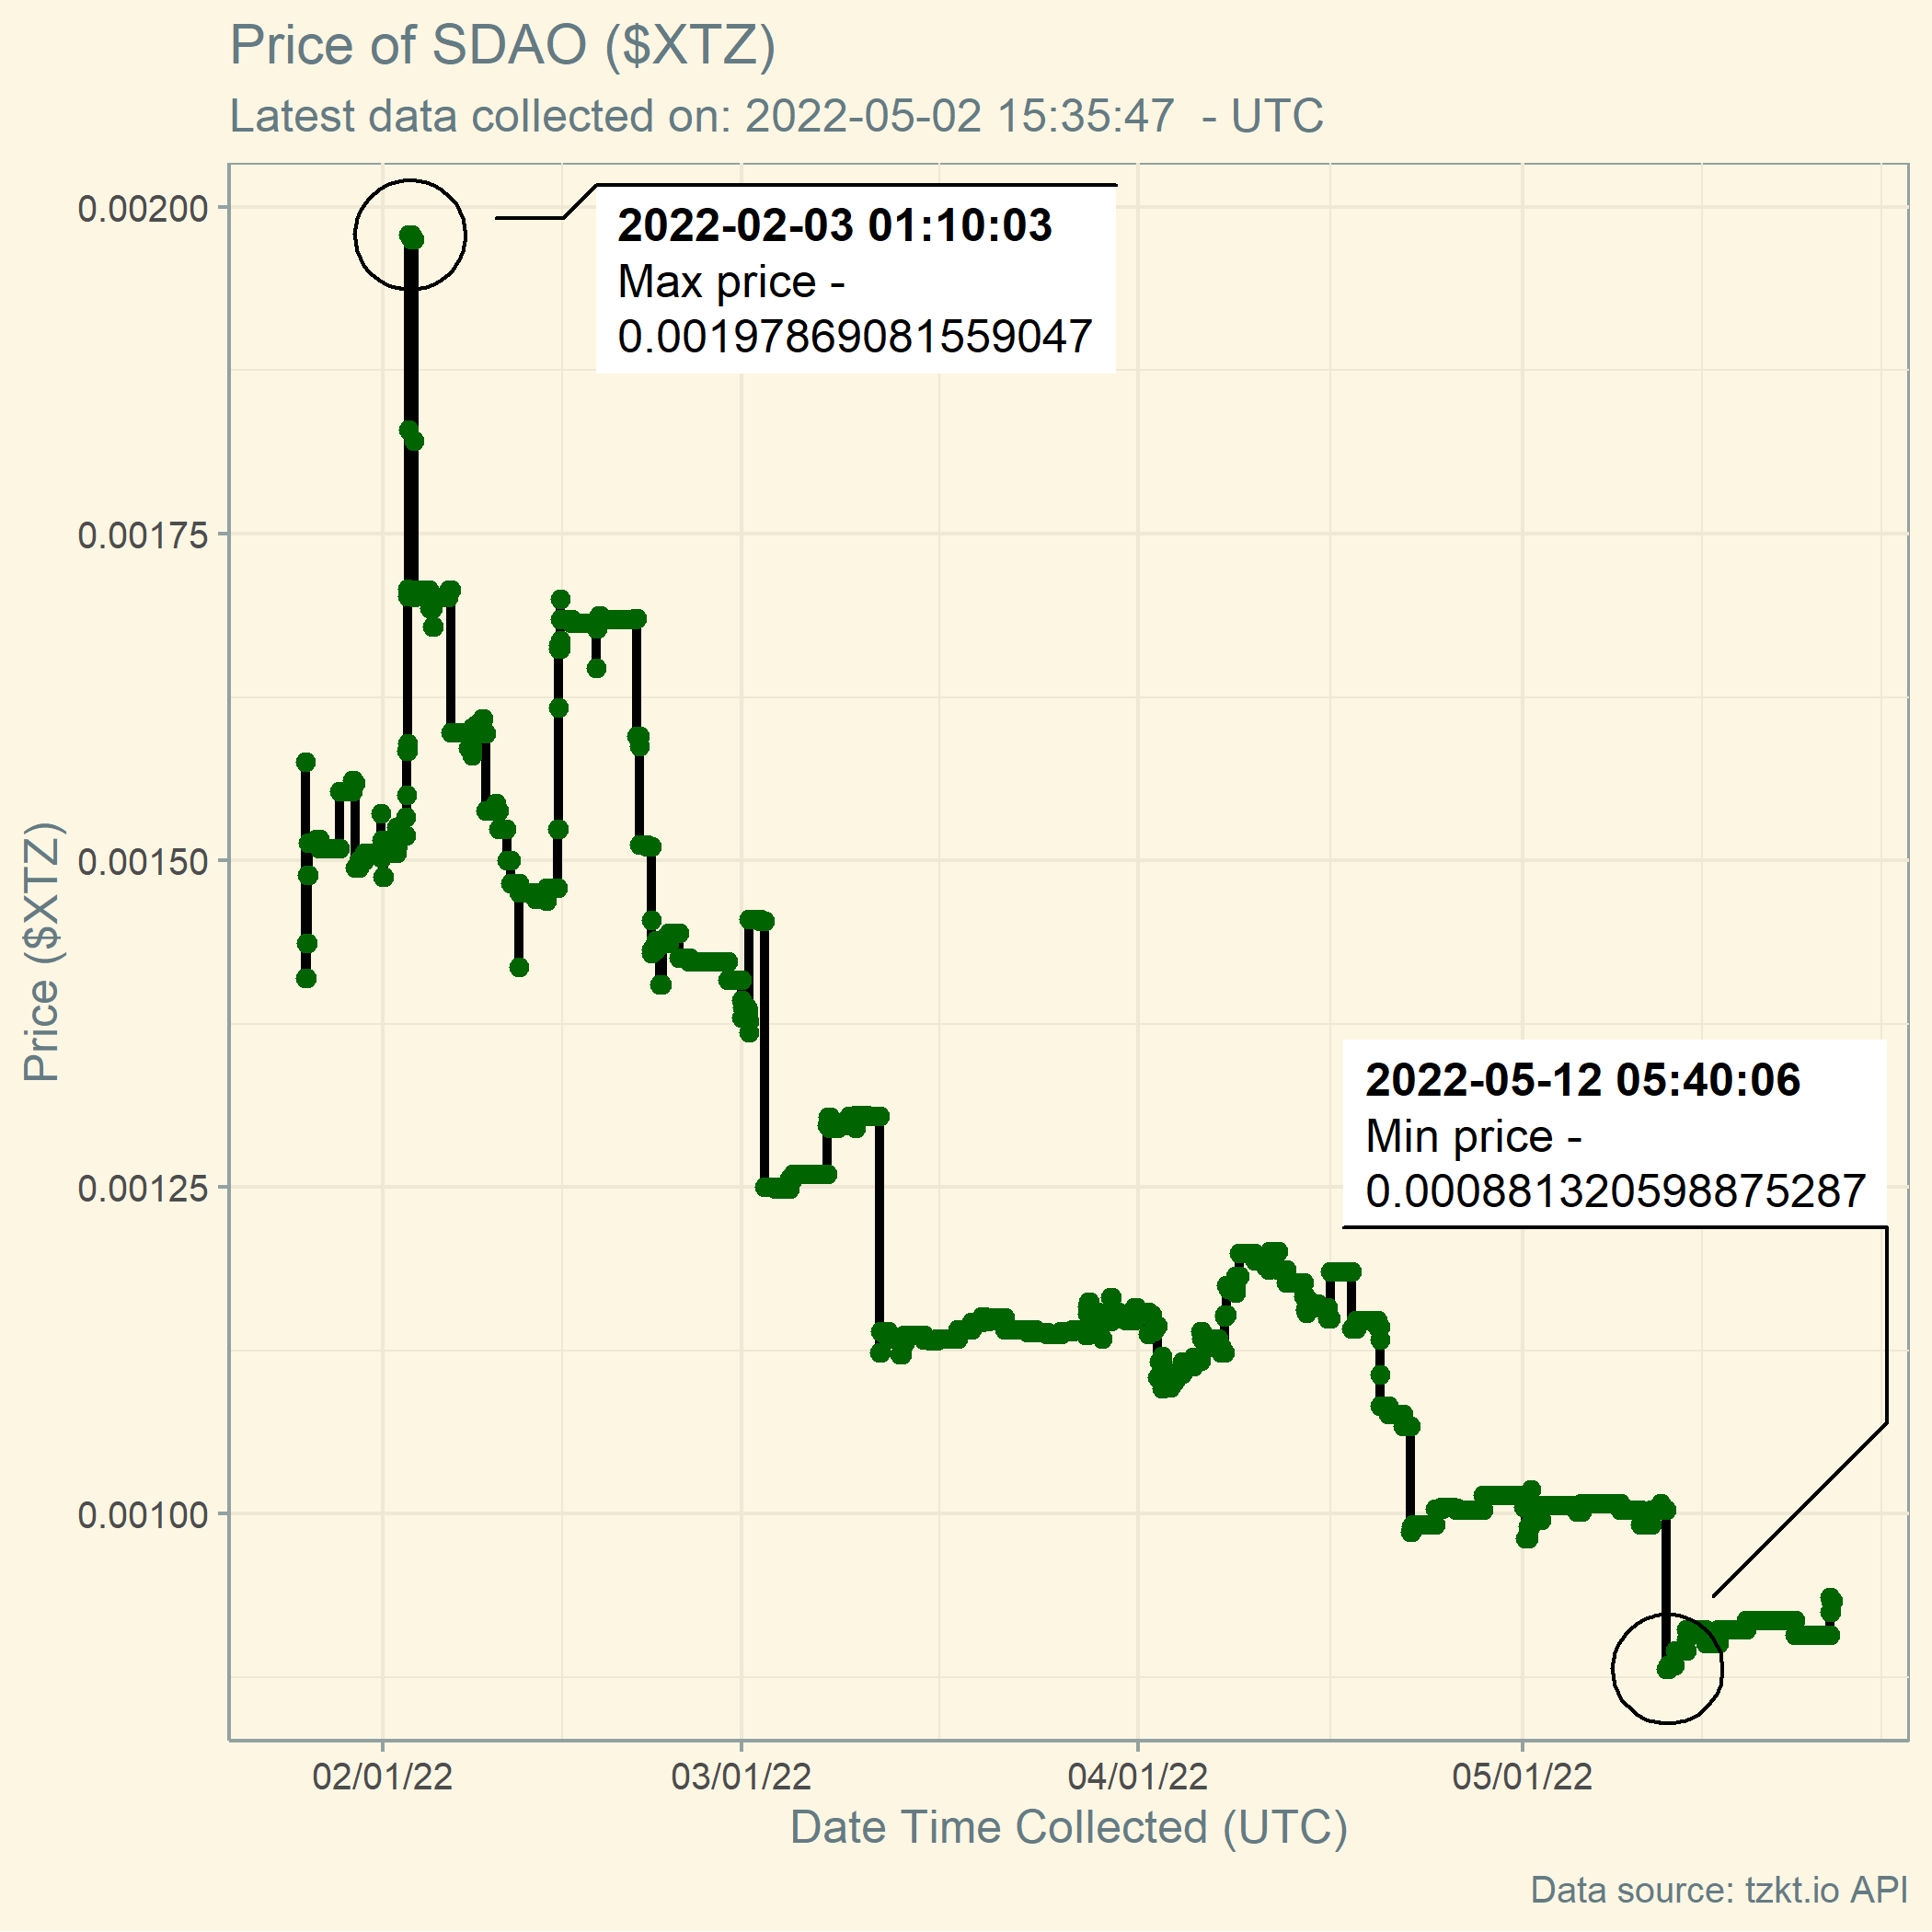 Price of SDAO ($XTZ)
Latest data collected on: 2022-05-02 15:35:47  - UTC
2022-02-03 01:10:03
Max price -
0.00197869081559047
2022-05-12 05:40:06
Min price -
0.000881320598875287
Price ($XTZ)
0.00200
0.00175
0.00150
0.00125
0.00100
02/01/22
03/01/22
04/01/22
05/01/22
Date Time Collected (UTC)
Data source: tzkt.io API